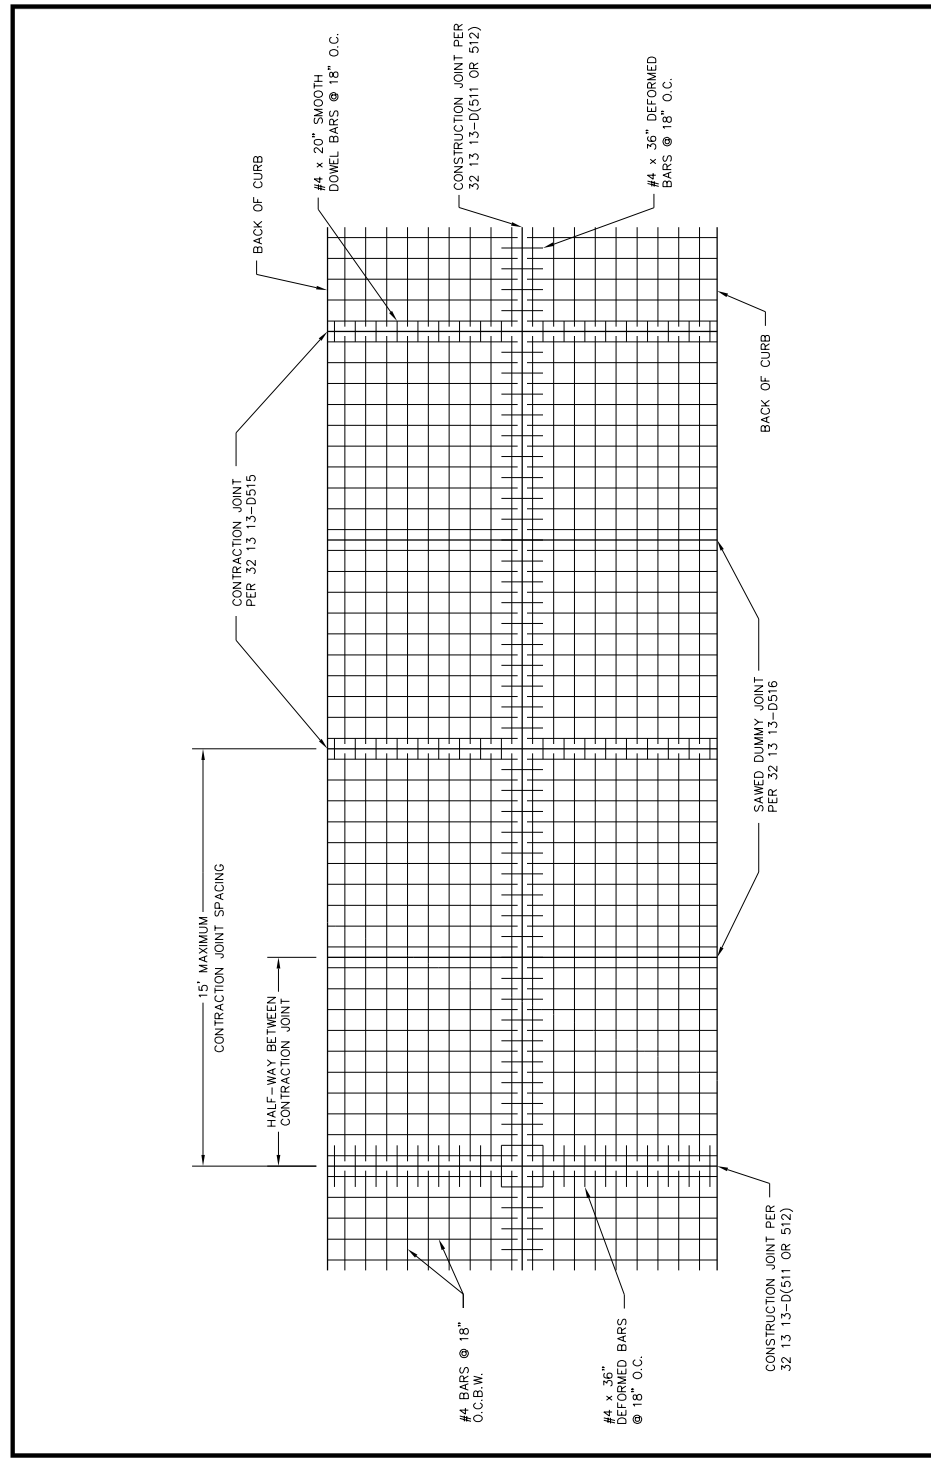 15' MAXIMUM
CONTRACTION JOINT SPACING
HALF-WAY BETWEEN
CONTRACTION JOINT
CONTRACTION JOINT
PER 32 13 13-D515
BACK OF CURB
#4 x 20" SMOOTH
DOWEL BARS @ 18" O.C.
CONSTRUCTION JOINT PER
32 13 13-D(511 OR 512)
#4 x 36" DEFORMED
BARS @ 18" O.C.
#4 BARS @ 18"
O.C.B.W.
#4 x 36"
DEFORMED BARS
@ 18" O.C.
CONSTRUCTION JOINT PER
32 13 13-D(511 OR 512)
SAWED DUMMY JOINT
PER 32 13 13-D516
BACK OF CURB